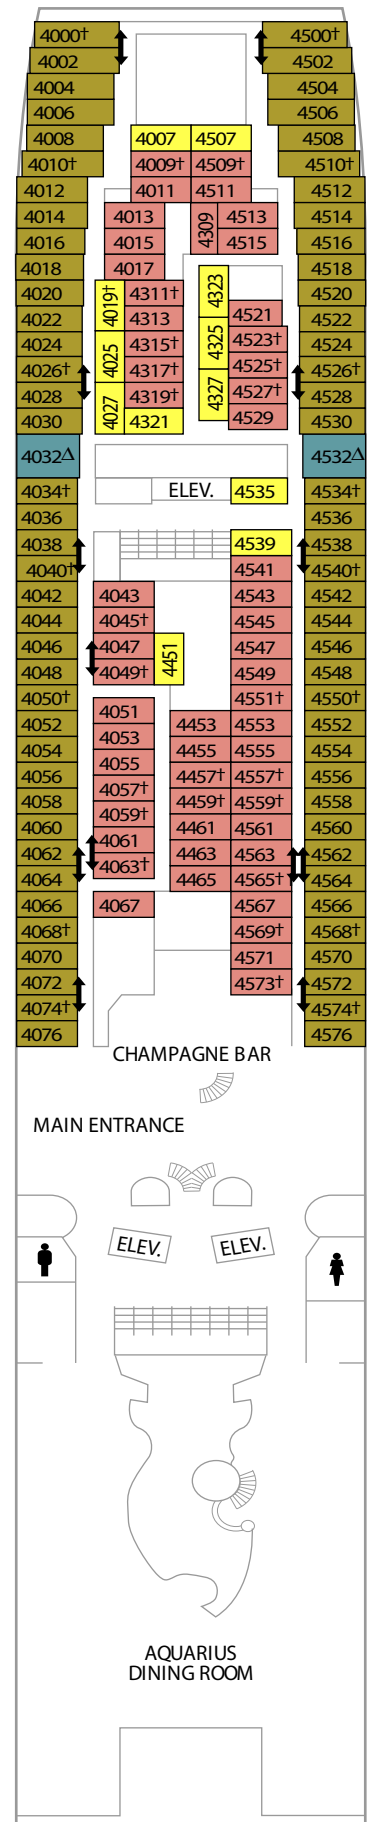 4000† 4500†
4002 4502
4004 4504
4006 4506
4008 4007 4507 4508
4010† 4009† 4509† 4510†
4012 4011 4511 4512
4014 4013 4309 4513 4514
4016 4015 4515 4516
4018 4017 4323 4518
4020 4019† 4311† 4520
4022 4313 4521 4522
4024 4025 4315† 4325 4523† 4524
4026† 4317† 4525† 4526†
4028 4027 4319† 4327 4527† 4528
4030 4321 4529 4530
4032Δ 4532Δ
4034† ELEV. 4535 4534†
4036 4536
4038 4539 4538
4040† 4541 4540†
4042 4043 4543 4542
4044 4045† 4545 4544
4046 4047 4451 4547 4546
4048 4049† 4549 4548
4050† 4551† 4550†
4052 4051 4453 4553 4552
4054 4053 4455 4555 4554
4056 4055 4457† 4557† 4556
4058 4057† 4459† 4559† 4558
4060 4059† 4461 4561 4560
4062 4061 4463 4563 4562
4064 4063† 4465 4565† 4564
4066 4067 4567 4566
4068† 4569† 4568†
4070 4571 4570
4072 4573† 4572
4074† 4574†
4076 4576
CHAMPAGNE BAR
MAIN ENTRANCE
ELEV. ELEV.
AQUARIUS
DINING ROOM